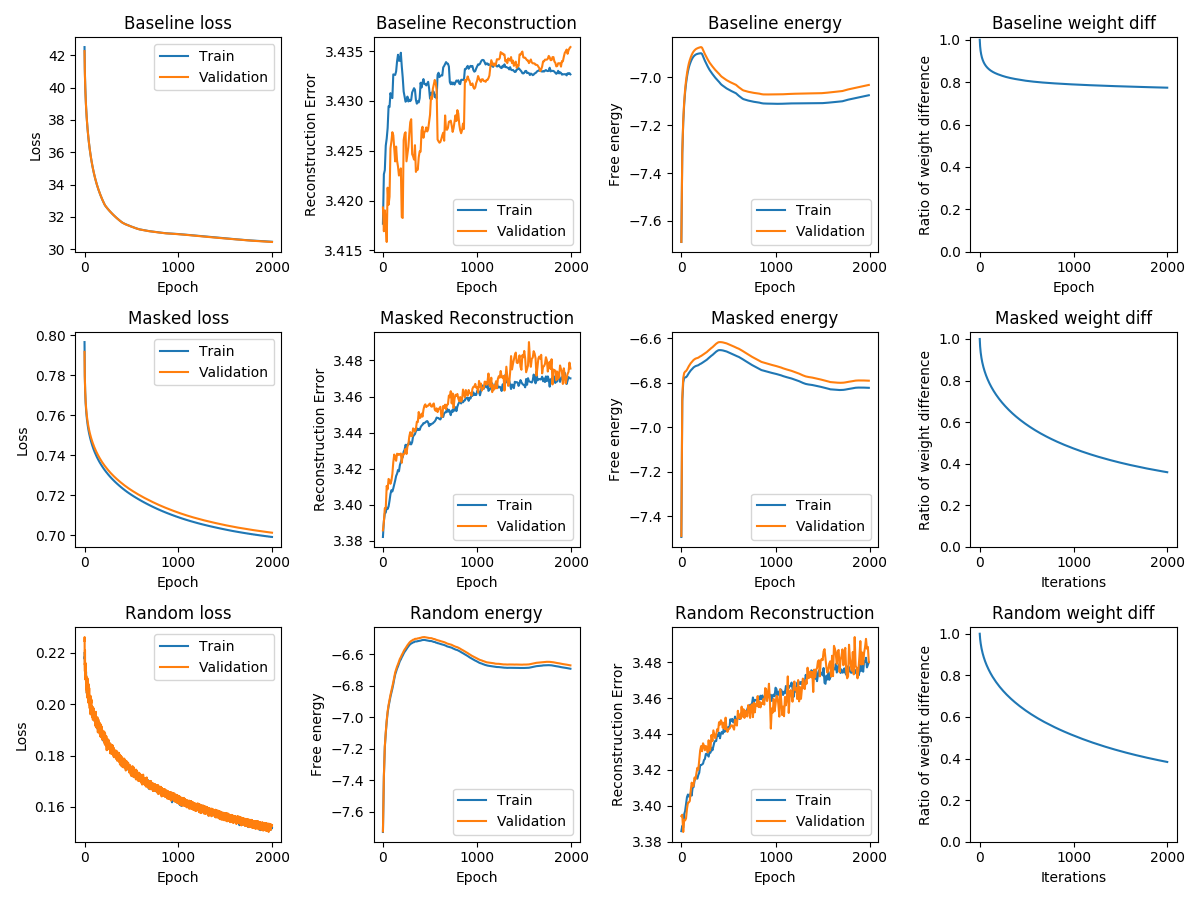 Baseline loss
42
40
38
36
34
32
30
Loss
0
1000
2000
Epoch
Train
Validation
Baseline Reconstruction
3.435
3.430
3.425
3.420
3.415
Reconstruction Error
0
1000
2000
Epoch
Train
Validation
Baseline energy
−7.0
−7.2
−7.4
−7.6
Free energy
0
1000
2000
Epoch
Train
Validation
Baseline weight diff
1.0
0.8
0.6
0.4
0.2
0.0
Ratio of weight difference
0
1000
2000
Epoch
Masked loss
0.80
0.78
0.76
0.74
0.72
0.70
Loss
0
1000
2000
Epoch
Train
Validation
Masked Reconstruction
3.48
3.46
3.44
3.42
3.40
3.38
Reconstruction Error
0
1000
2000
Epoch
Train
Validation
Masked energy
−6.6
−6.8
−7.0
−7.2
−7.4
Free energy
0
1000
2000
Epoch
Train
Validation
Masked weight diff
1.0
0.8
0.6
0.4
0.2
0.0
Ratio of weight difference
0
1000
2000
Iterations
Random loss
0.22
0.20
0.18
0.16
Loss
0
1000
2000
Epoch
Train
Validation
Random energy
−6.6
−6.8
−7.0
−7.2
−7.4
−7.6
Free energy
0
1000
2000
Epoch
Train
Validation
Random Reconstruction
3.48
3.46
3.44
3.42
3.40
3.38
Reconstruction Error
0
1000
2000
Epoch
Train
Validation
Random weight diff
1.0
0.8
0.6
0.4
0.2
0.0
Ratio of weight difference
0
1000
2000
Iterations